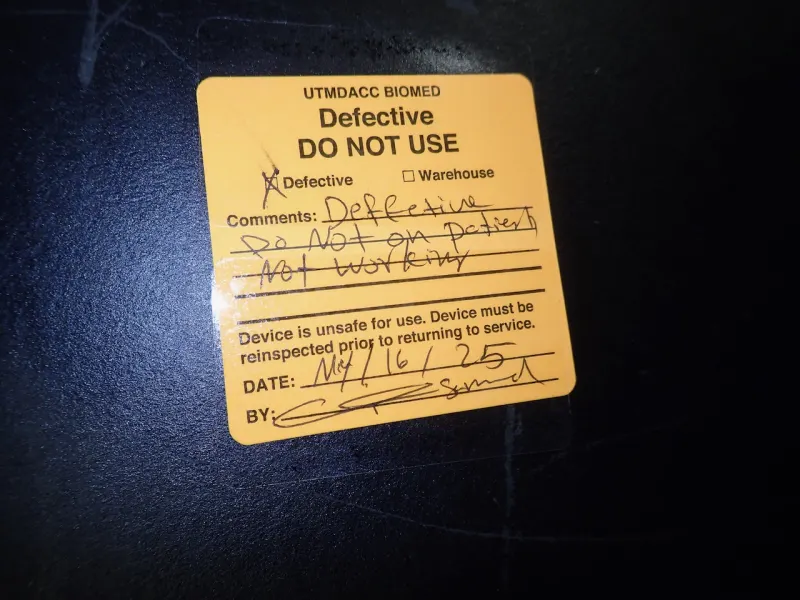 UTMDACC BIOMED
Defective
DO NOT USE
☒ Defective ☐ Warehouse
Comments: Deffective
Do Not on patient
Not working
Device is unsafe for use. Device must be
reinspected prior to returning to service.
DATE: / 16 / 25
BY: